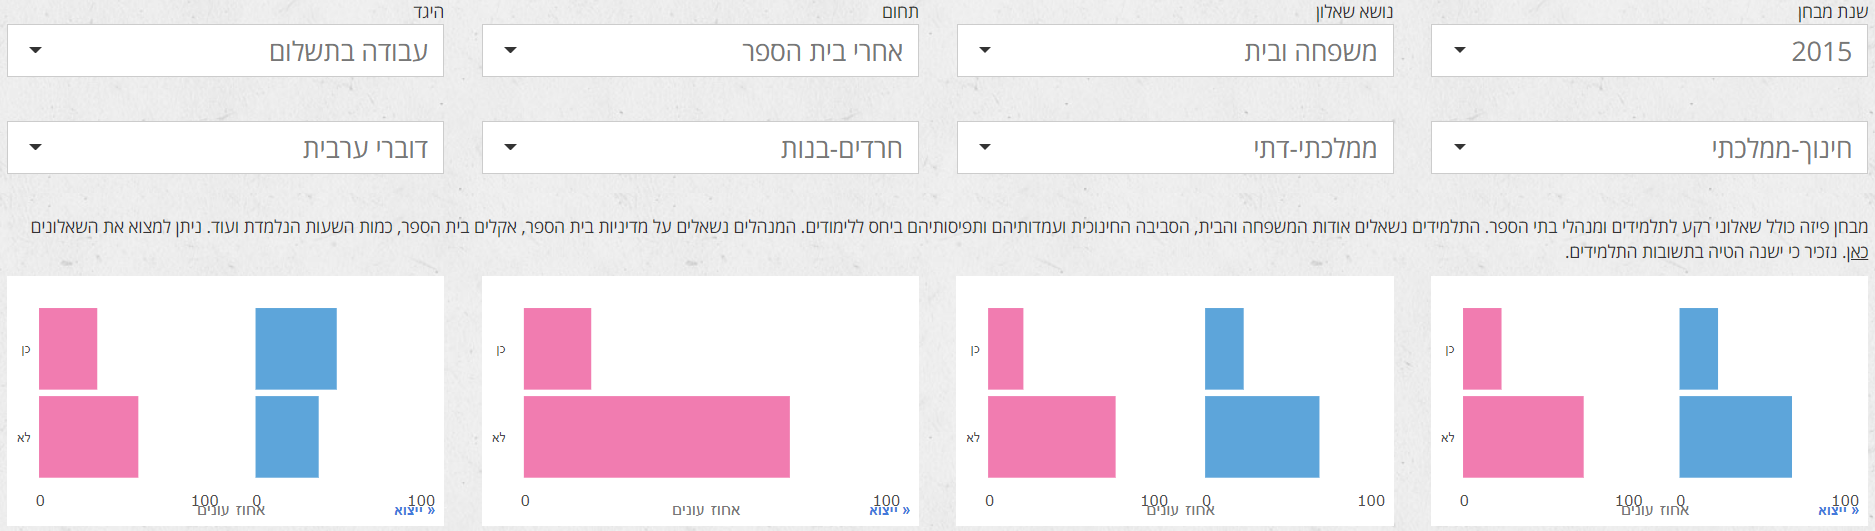 שנת מבחן
נושא שאלון
תחום
היגד
2015
משפחה ובית
אחרי בית הספר
עבודה בתשלום
חינוך-ממלכתי
ממלכתי-דתי
חרדים-בנות
דוברי ערבית
מבחן פיזה כולל שאלוני רקע לתלמידים ומנהלי בתי הספר. התלמידים נשאלים אודות המשפחה והבית, הסביבה החינוכית ועמדותיהם ותפיסותיהם ביחס ללימודים. המנהלים נשאלים על מדיניות בית הספר, אקלים בית הספר, כמות השעות הנלמדת ועוד. ניתן למצוא את השאלונים
כאן. נזכיר כי ישנה הטיה בתשובות התלמידים.
כן
לא
0 100 0 100
אחוז עונים
» ייצוא
כן
לא
0 100 0 100
אחוז עונים
כן
לא
0 100
אחוז עונים
» ייצוא
כן
לא
0 100 0 100
אחוז עונים
» ייצוא